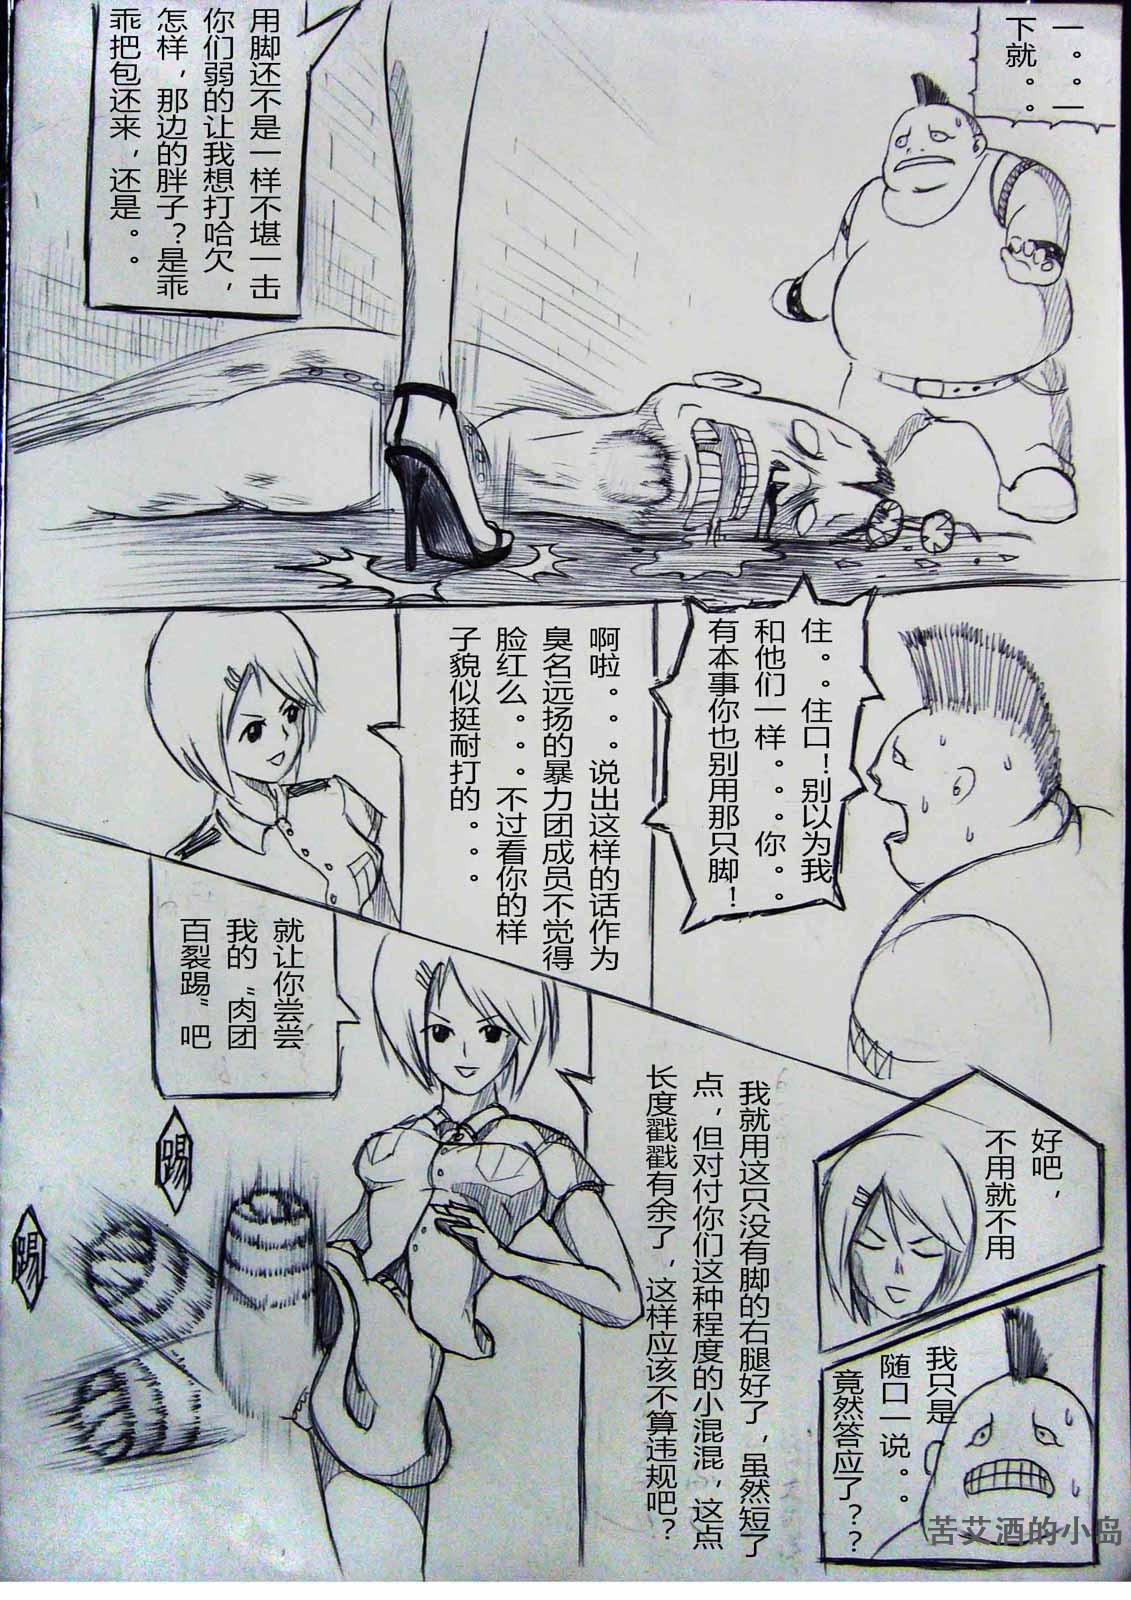 一。。一
下就。。
用脚还不是一样不堪一击
你们弱的让我想打哈欠，
怎样，那边的胖子？是乖
乖把包还来，还是。。
住。。住口！别以为我
和他们一样。。。你。。
有本事你也别用那只脚！
啊啦。。。说出这样的话作为
臭名远扬的暴力团成员不觉得
脸红么。。不过看你的样
子貌似挺耐打的。。。
好吧，
不用就不用
我只是
随口一说。。
竟然答应了？？
我就用这只没有脚的右腿好了，虽然短了
点，但对付你们这种程度的小混混，这点
长度戳戳有余了，这样应该不算违规吧？
就让你尝尝
我的“肉团
百裂踢”吧
踢
踢
苦艾酒的小岛